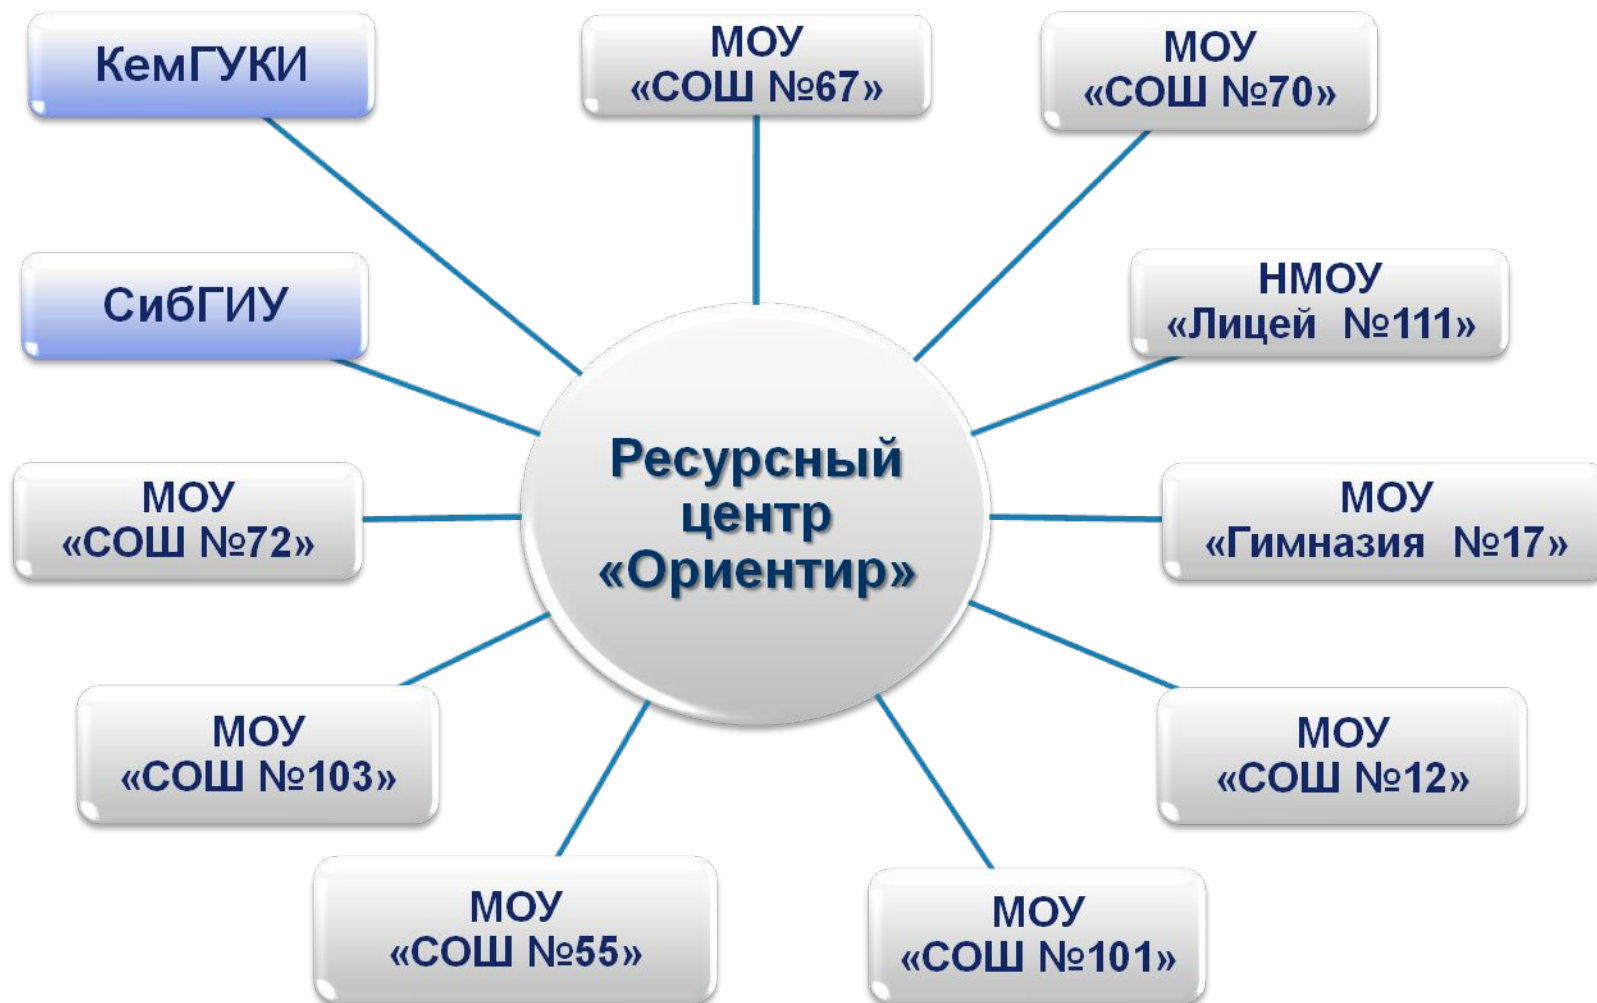 КемГУКИ
МОУ
«СОШ №67»
МОУ
«СОШ №70»
СибГИУ
НМОУ
«Лицей №111»
Ресурсный
центр
«Ориентир»
МОУ
«СОШ №72»
МОУ
«Гимназия №17»
МОУ
«СОШ №103»
МОУ
«СОШ №12»
МОУ
«СОШ №55»
МОУ
«СОШ №101»